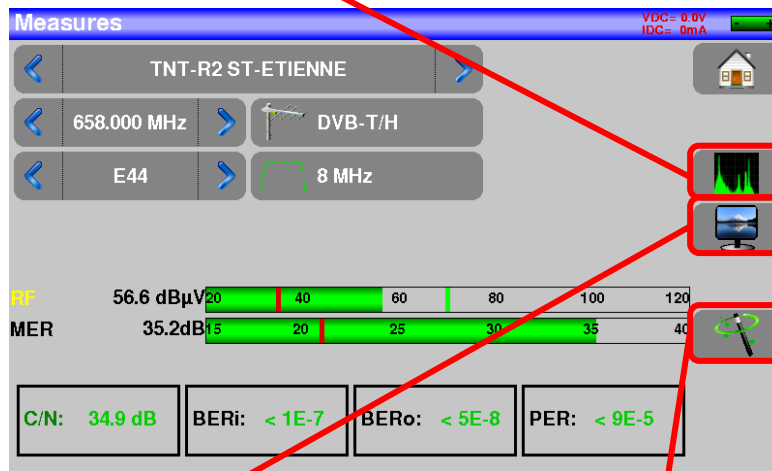 Measures VDC= 0.0V
IDC= 0mA
- +
TNT-R2 ST-ETIENNE
658.000 MHz DVB-T/H
E44 8 MHz
RF 56.6 dBµV 20 40 60 80 100 120
MER 35.2dB 15 20 25 30 35 40
C/N: 34.9 dB BERi: < 1E-7 BERo: < 5E-8 PER: < 9E-5